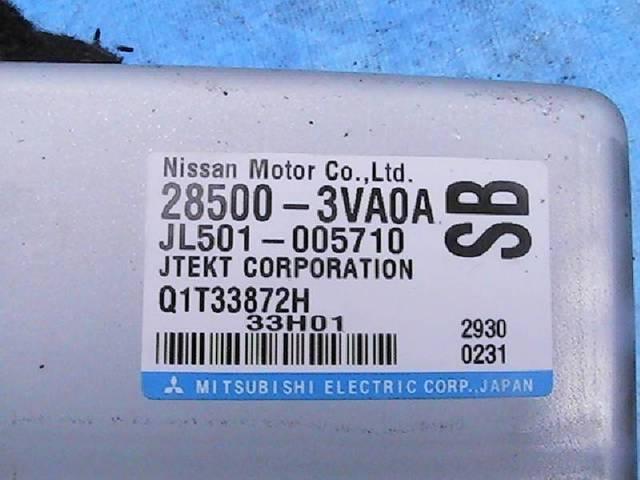 Nissan Motor Co.,Ltd.
28500-3VA0A
SB
JL501-005710
JTEKT CORPORATION
Q1T33872H
33H01
2930
0231
MITSUBISHI ELECTRIC CORP.,JAPAN